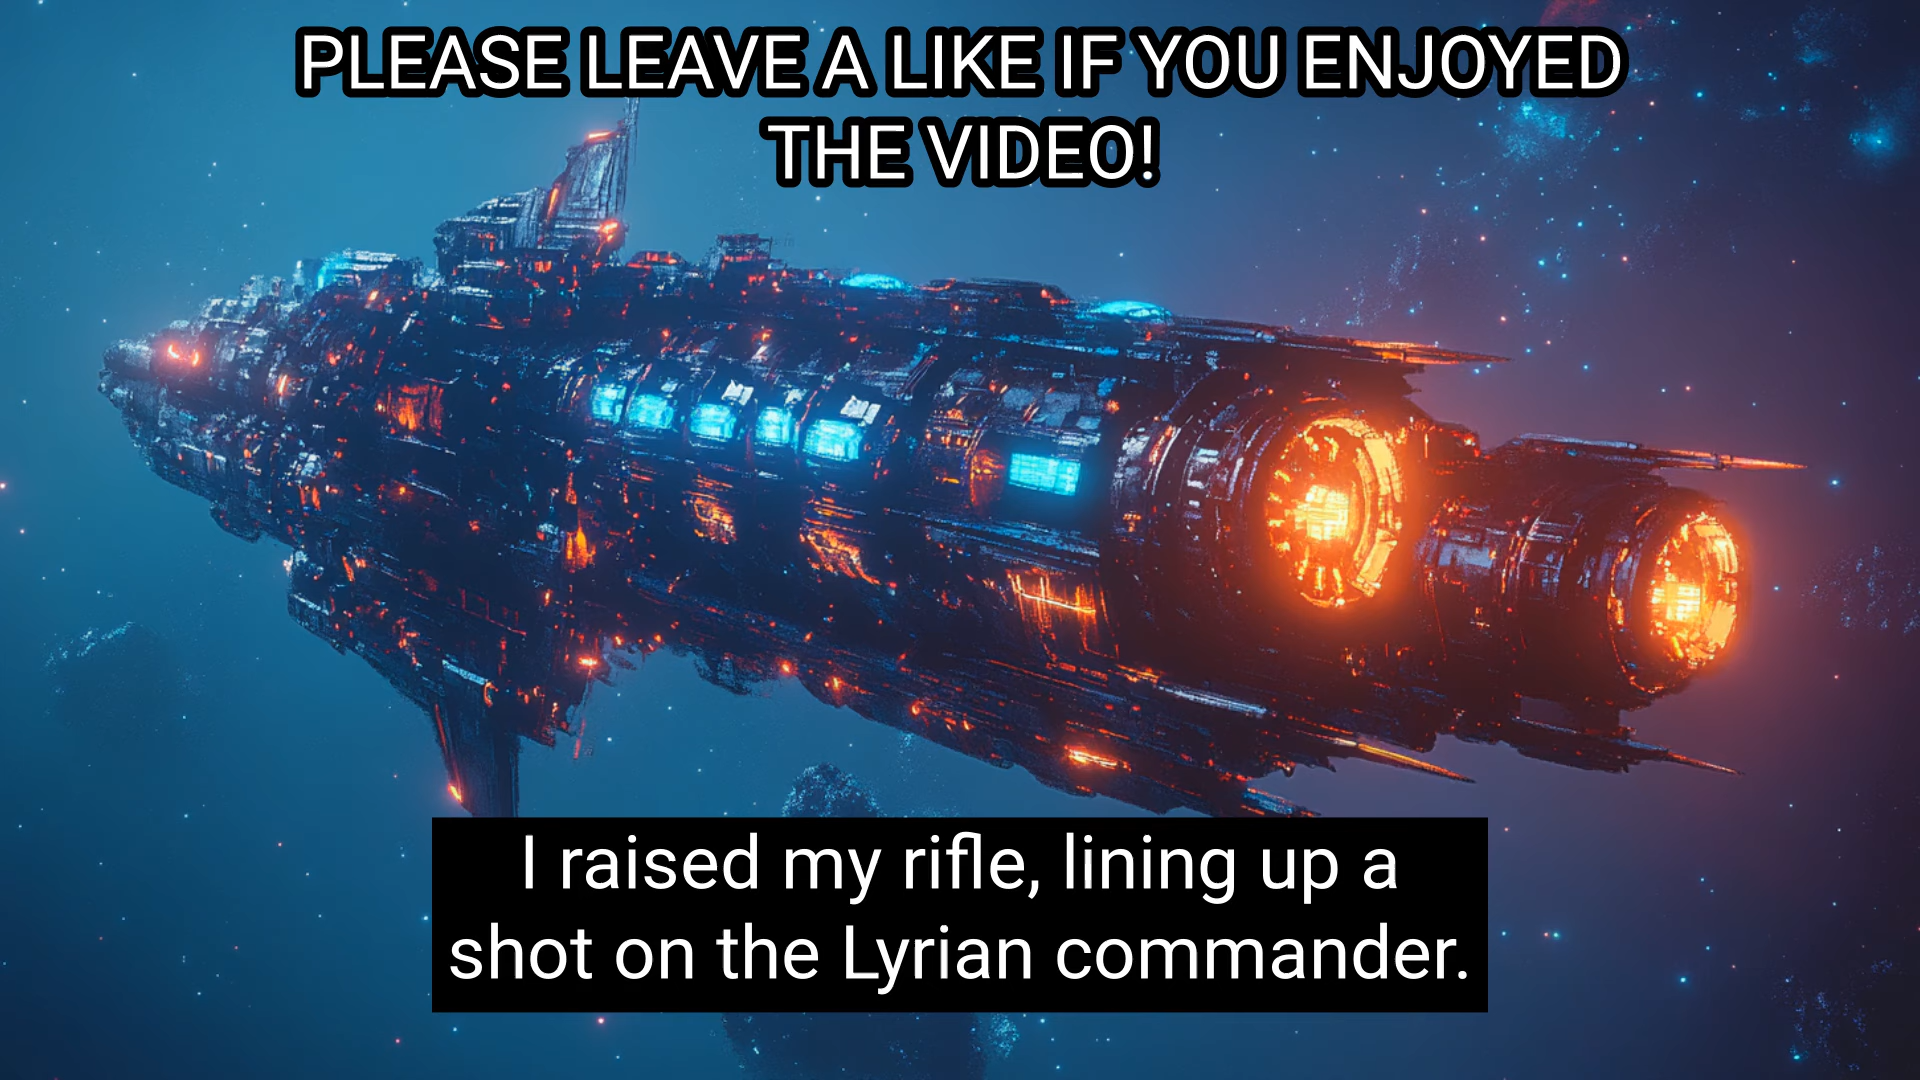 PLEASE LEAVE A LIKE IF YOU ENJOYED
THE VIDEO!
I raised my rifle, lining up a
shot on the Lyrian commander.